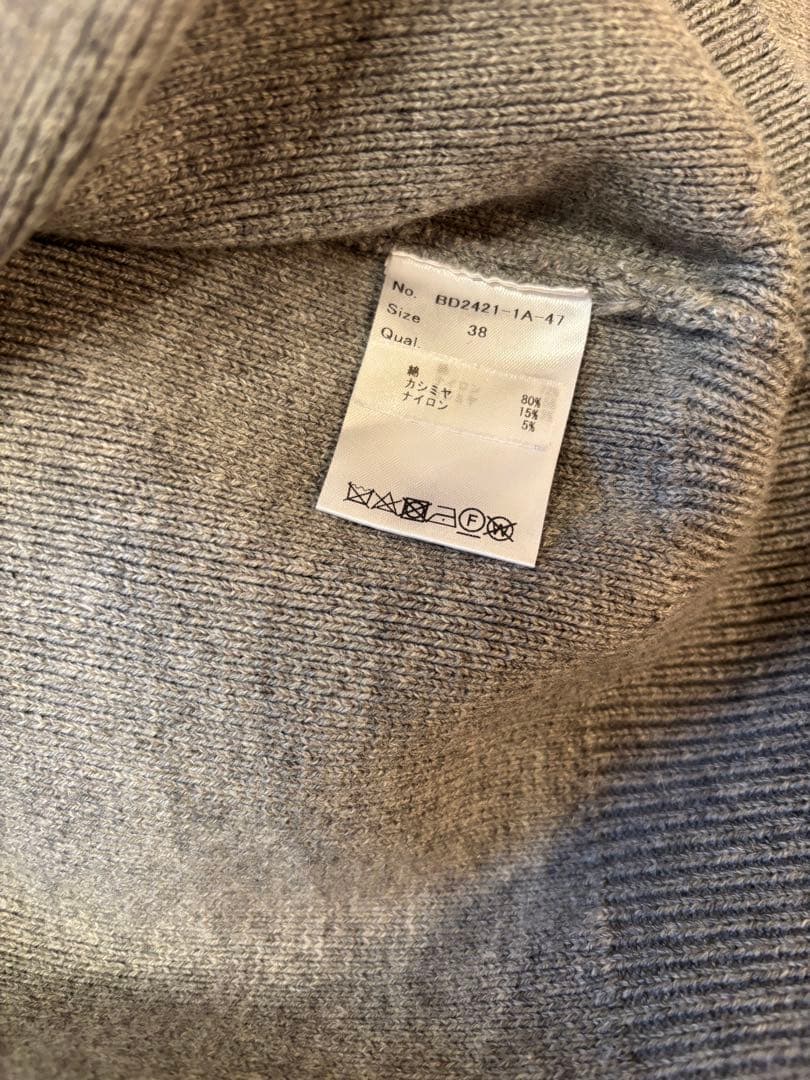 No. BD2421-1A-47
Size 38
Qual.
綿 80%
カシミヤ 15%
ナイロン 5%
F
W